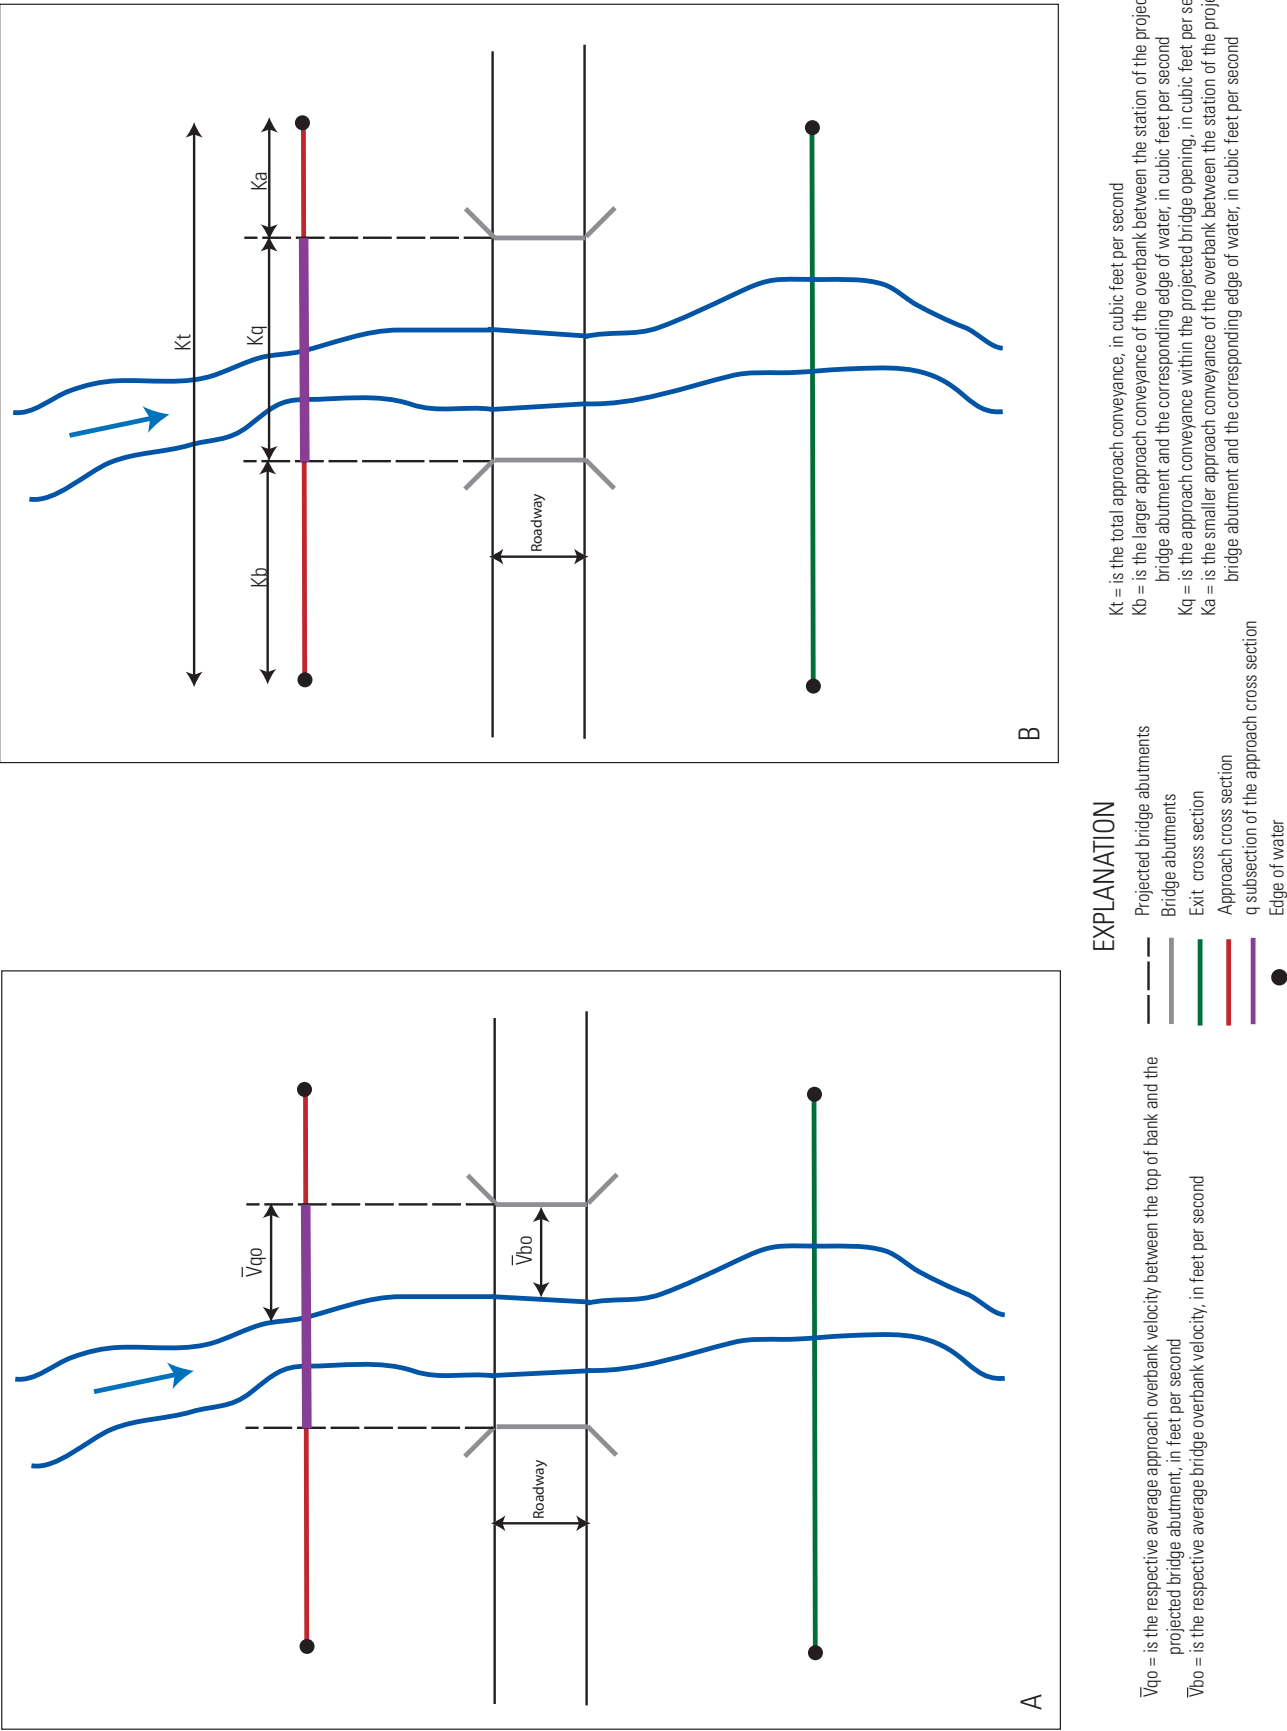 V̅qo
V̅bo
Roadway
A
Kt
Ka
Kq
Kb
Roadway
B
EXPLANATION
V̅qo = is the respective average approach overbank velocity between the top of bank and the
projected bridge abutment, in feet per second
V̅bo = is the respective average bridge overbank velocity, in feet per second
Projected bridge abutments
Bridge abutments
Exit cross section
Approach cross section
q subsection of the approach cross section
Edge of water
Kt = is the total approach conveyance, in cubic feet per second
Kb = is the larger approach conveyance of the overbank between the station of the
bridge abutment and the corresponding edge of water, in cubic feet per second
Kq = is the approach conveyance within the projected bridge opening, in cubic feet per
Ka = is the smaller approach conveyance of the overbank between the station of the
bridge abutment and the corresponding edge of water, in cubic feet per second